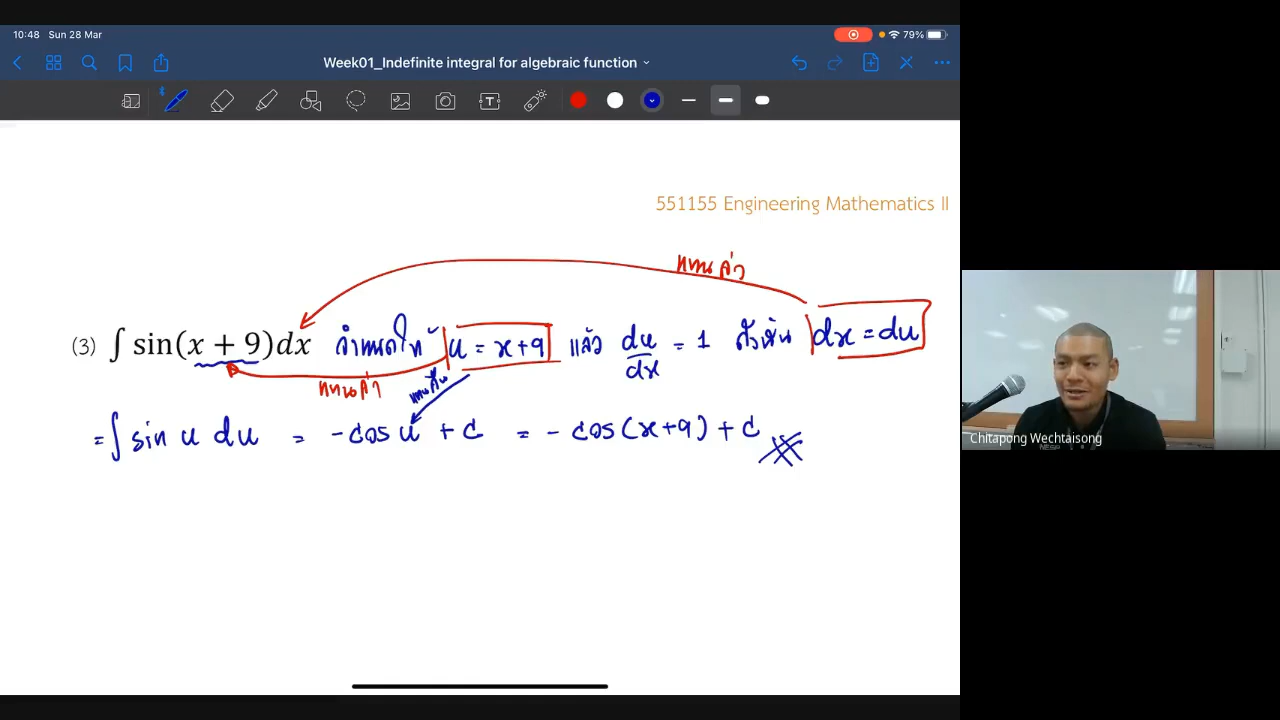 10:48 Sun 28 Mar
79%
Week01_Indefinite integral for algebraic function
T
551155 Engineering Mathematics II
แทนค่า
(3) ∫ sin(x + 9)dx กำหนดให้ u = x+9 แล้ว du/dx = 1 ดังนั้น dx = du
แทนค่า แทนคืน
= ∫ sin u du = -cos u + c = - cos(x+9) + c
Chitapong Wechtaisong